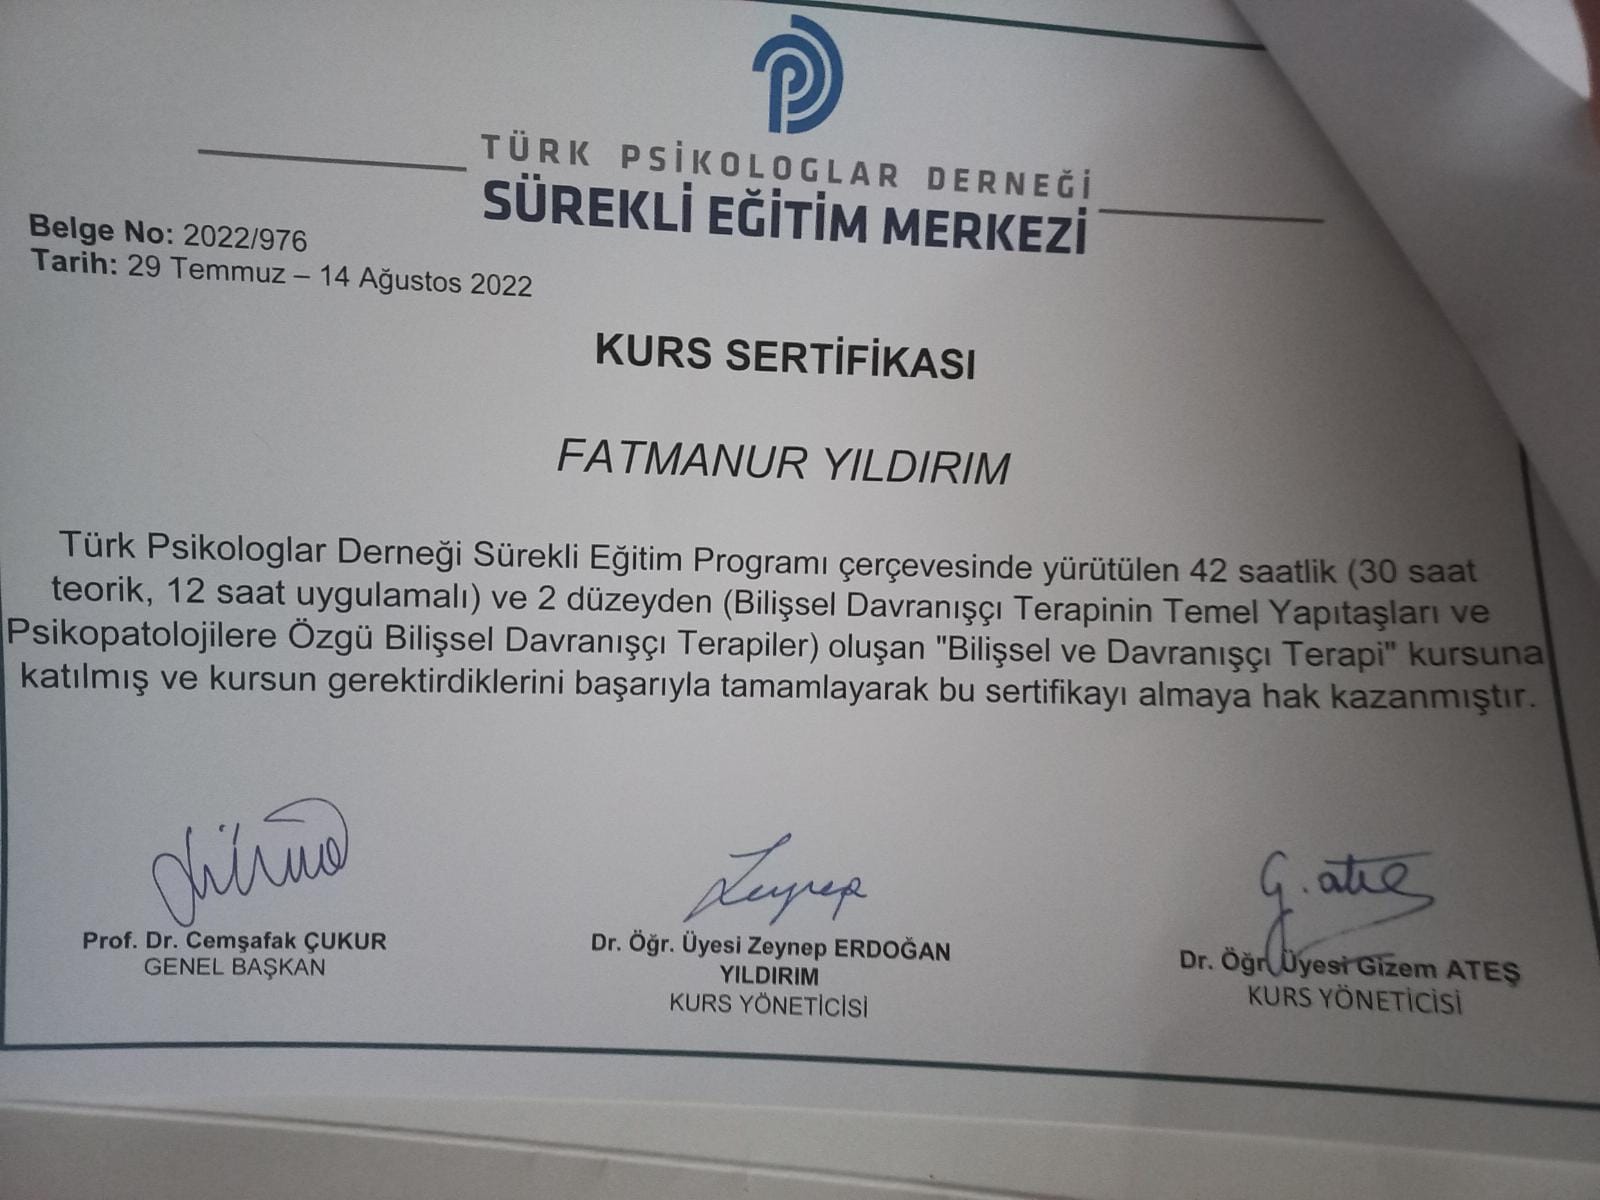 TÜRK PSİKOLOGLAR DERNEĞİ
SÜREKLİ EĞİTİM MERKEZİ
Belge No: 2022/976
Tarih: 29 Temmuz – 14 Ağustos 2022
KURS SERTİFİKASI
FATMANUR YILDIRIM
Türk Psikologlar Derneği Sürekli Eğitim Programı çerçevesinde yürütülen 42 saatlik (30 saat
teorik, 12 saat uygulamalı) ve 2 düzeyden (Bilişsel Davranışçı Terapinin Temel Yapıtaşları ve
Psikopatolojilere Özgü Bilişsel Davranışçı Terapiler) oluşan "Bilişsel ve Davranışçı Terapi" kursuna
katılmış ve kursun gerektirdiklerini başarıyla tamamlayarak bu sertifikayı almaya hak kazanmıştır.
Zeynep
G. Ateş
Prof. Dr. Cemşafak ÇUKUR
GENEL BAŞKAN
Dr. Öğr. Üyesi Zeynep ERDOĞAN
YILDIRIM
KURS YÖNETİCİSİ
Dr. Öğr. Üyesi Gizem ATEŞ
KURS YÖNETİCİSİ